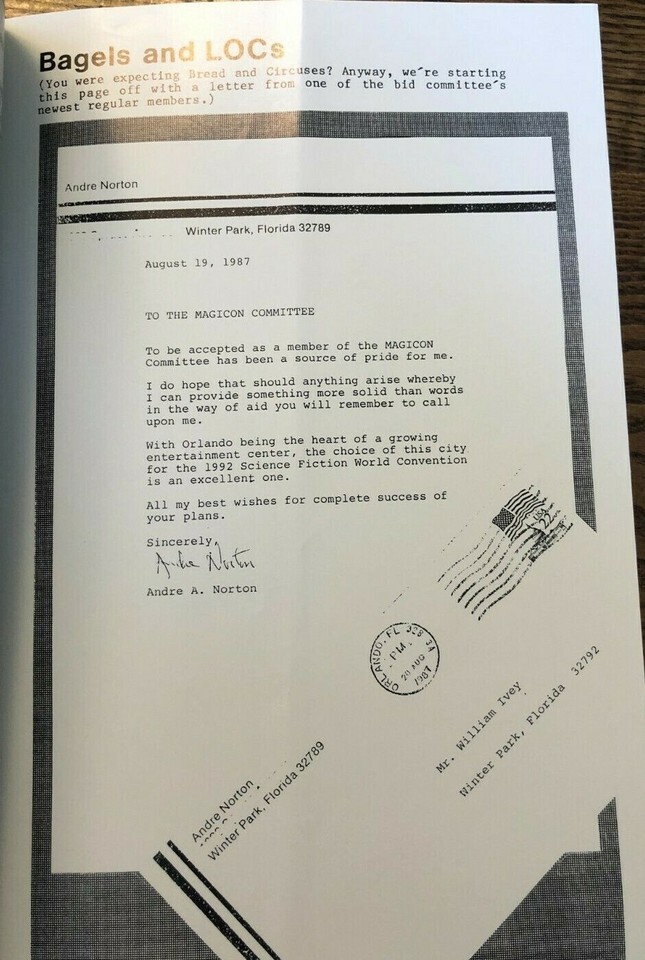 Bagels and LOCs
(You were expecting Bread and Circuses? Anyway, we're starting
this page off with a letter from one of the bid committee's
newest regular members.)
Andre Norton
Winter Park, Florida 32789
August 19, 1987
TO THE MAGICON COMMITTEE
To be accepted as a member of the MAGICON
Committee has been a source of pride for me.
I do hope that should anything arise whereby
I can provide something more solid than words
in the way of aid you will remember to call
upon me.
With Orlando being the heart of a growing
entertainment center, the choice of this city
for the 1992 Science Fiction World Convention
is an excellent one.
All my best wishes for complete success of
your plans.
Sincerely,
Andre Norton
Andre A. Norton
USA 22
ORLANDO, FL 328 3A
PM
20 AUG
1987
Mr. William Ivey
Winter Park, Florida 32792
Andre Norton
Winter Park, Florida 32789